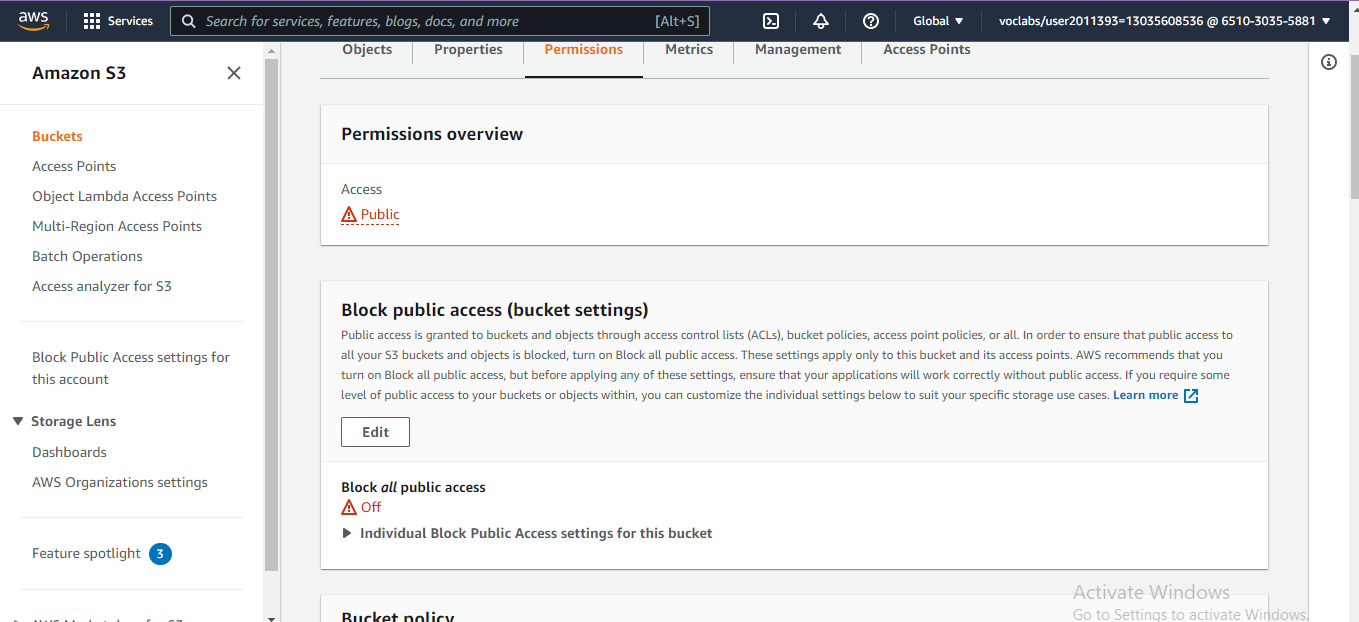 aws
Services
Search for services, features, blogs, docs, and more
[Alt+S]
Global
voclabs/user2011393=13035608536 @ 6510-3035-5881
Amazon S3
Buckets
Access Points
Object Lambda Access Points
Multi-Region Access Points
Batch Operations
Access analyzer for S3
Block Public Access settings for
this account
Storage Lens
Dashboards
AWS Organizations settings
Feature spotlight 3
AWS Marketplace for S3
Objects
Properties
Permissions
Metrics
Management
Access Points
Permissions overview
Access
Public
Block public access (bucket settings)
Public access is granted to buckets and objects through access control lists (ACLs), bucket policies, access point policies, or all. In order to ensure that public access to
all your S3 buckets and objects is blocked, turn on Block all public access. These settings apply only to this bucket and its access points. AWS recommends that you
turn on Block all public access, but before applying any of these settings, ensure that your applications will work correctly without public access. If you require some
level of public access to your buckets or objects within, you can customize the individual settings below to suit your specific storage use cases. Learn more
Edit
Block all public access
Off
Individual Block Public Access settings for this bucket
Bucket policy
Activate Windows
Go to Settings to activate Windows.